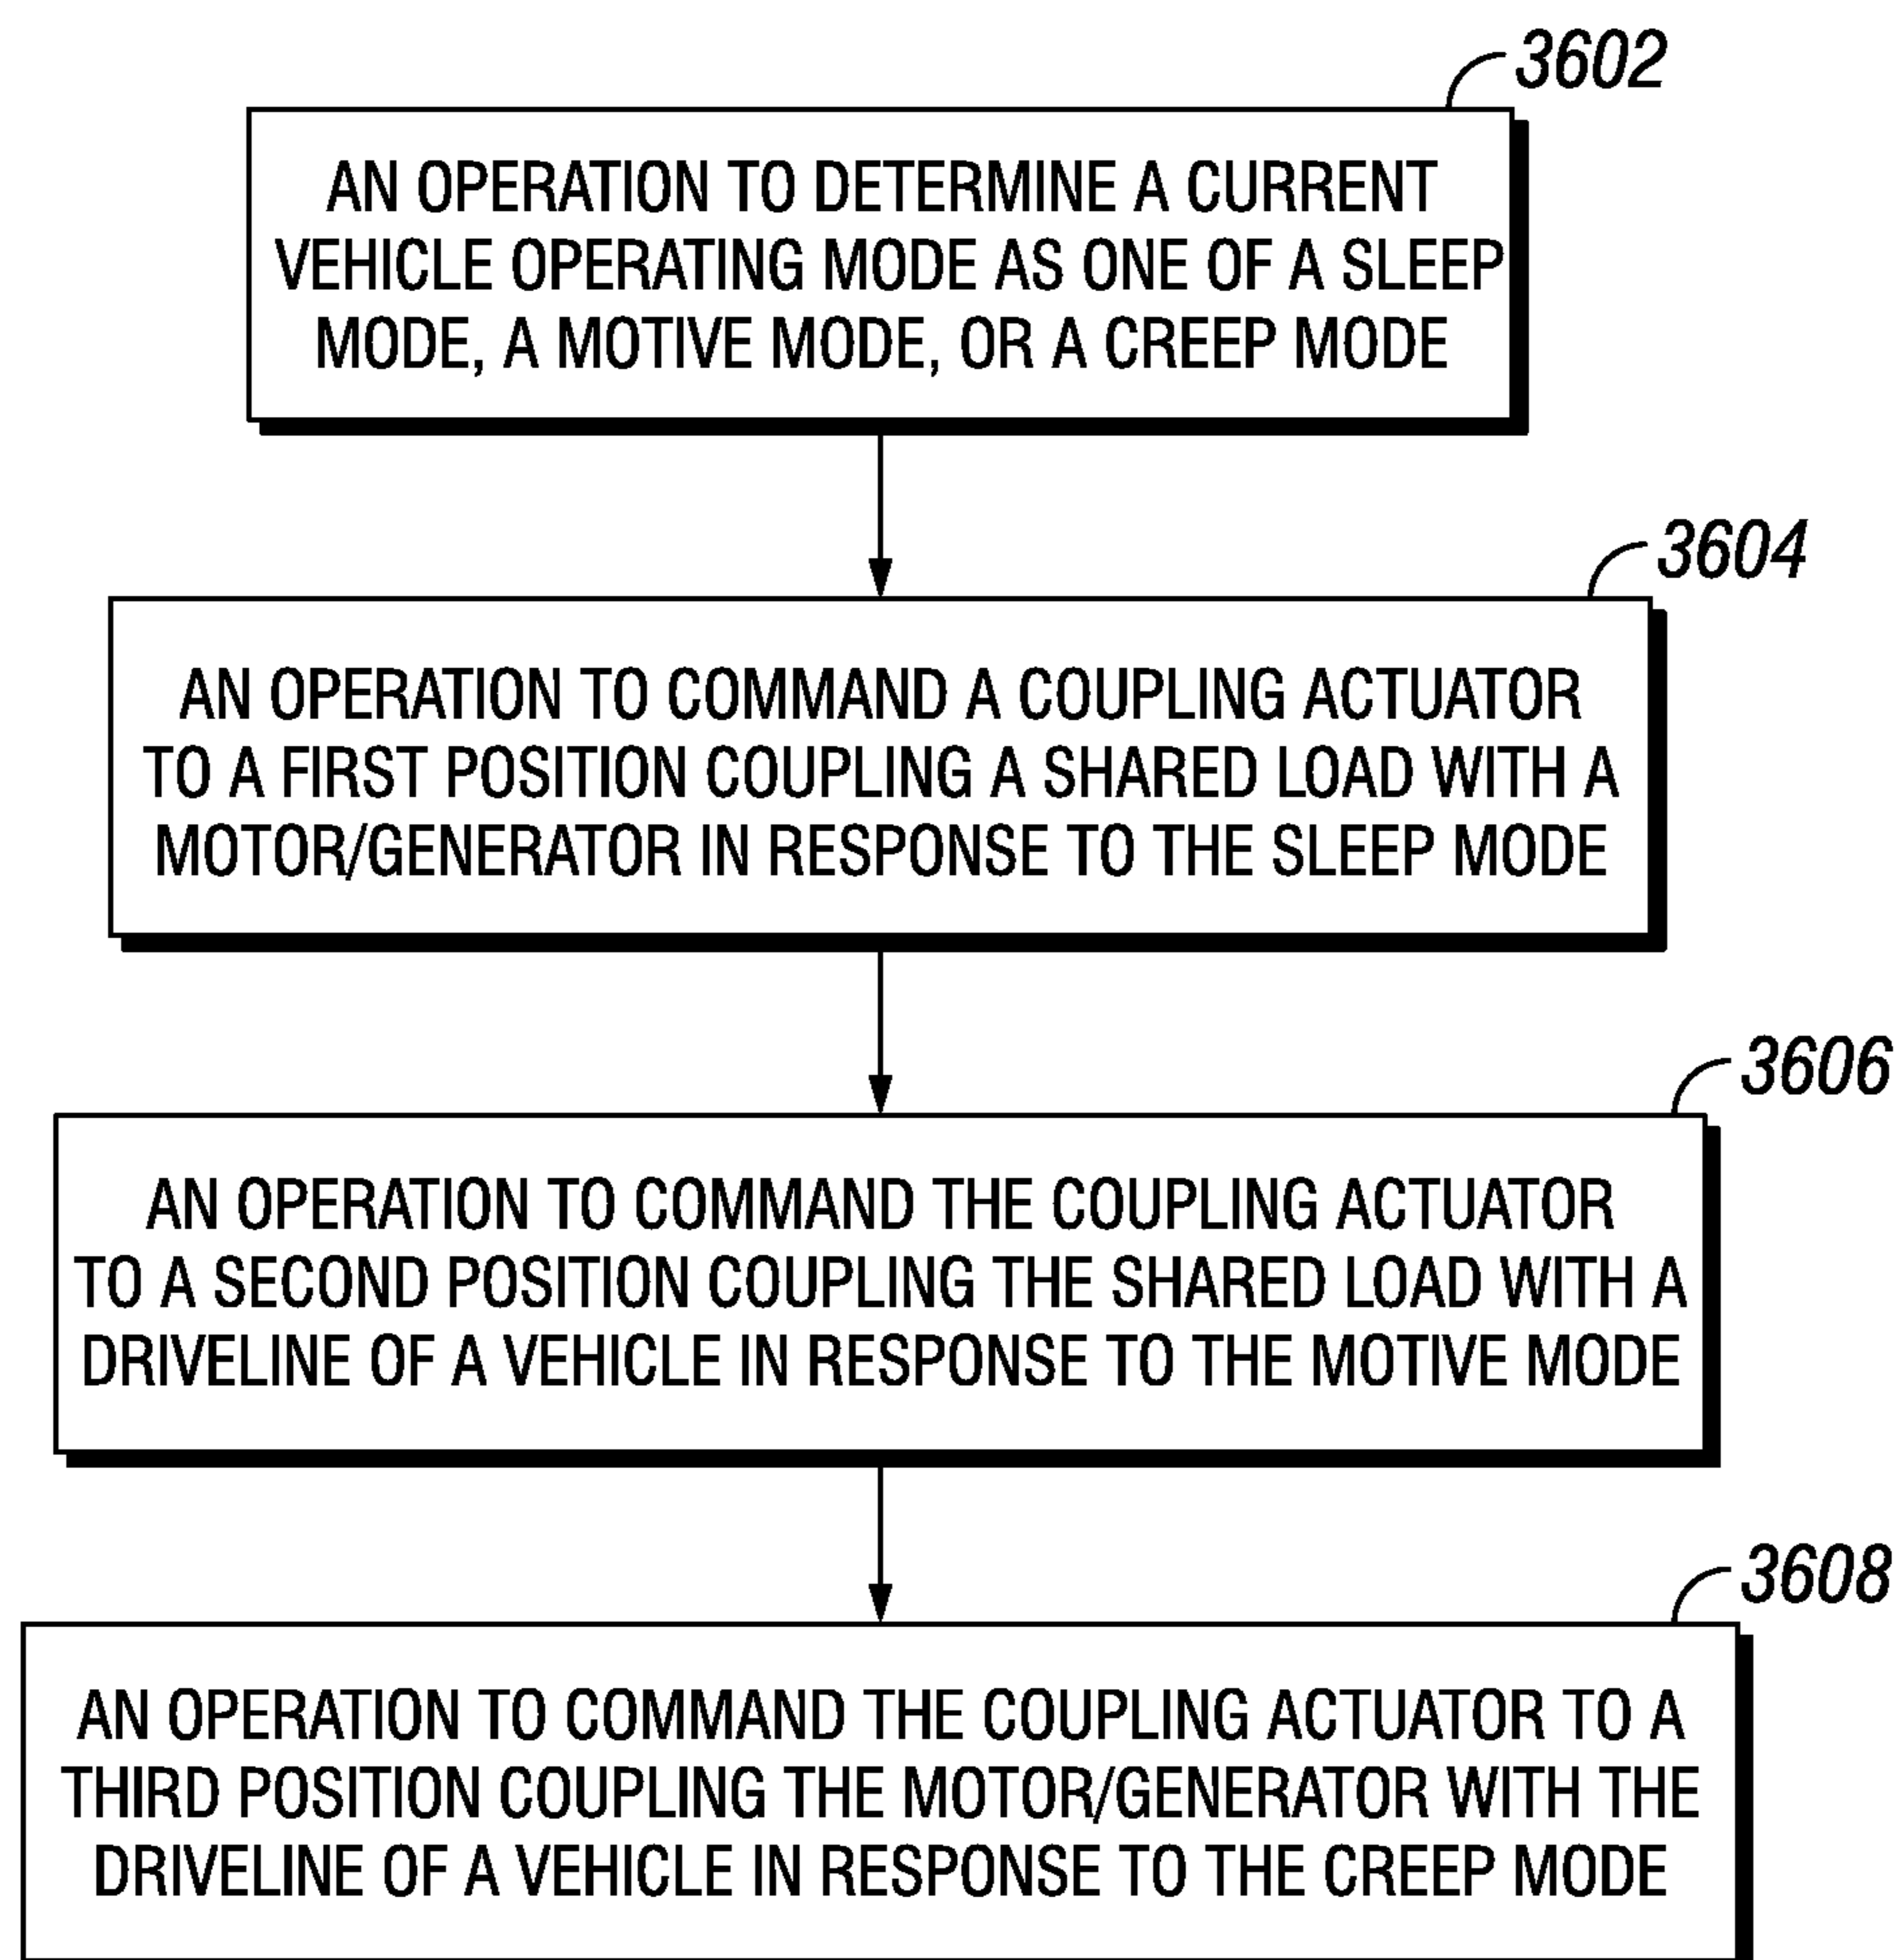 3602
AN OPERATION TO DETERMINE A CURRENT
VEHICLE OPERATING MODE AS ONE OF A SLEEP
MODE, A MOTIVE MODE, OR A CREEP MODE
3604
AN OPERATION TO COMMAND A COUPLING ACTUATOR
TO A FIRST POSITION COUPLING A SHARED LOAD WITH A
MOTOR/GENERATOR IN RESPONSE TO THE SLEEP MODE
3606
AN OPERATION TO COMMAND THE COUPLING ACTUATOR
TO A SECOND POSITION COUPLING THE SHARED LOAD WITH A
DRIVELINE OF A VEHICLE IN RESPONSE TO THE MOTIVE MODE
3608
AN OPERATION TO COMMAND THE COUPLING ACTUATOR TO A
THIRD POSITION COUPLING THE MOTOR/GENERATOR WITH THE
DRIVELINE OF A VEHICLE IN RESPONSE TO THE CREEP MODE